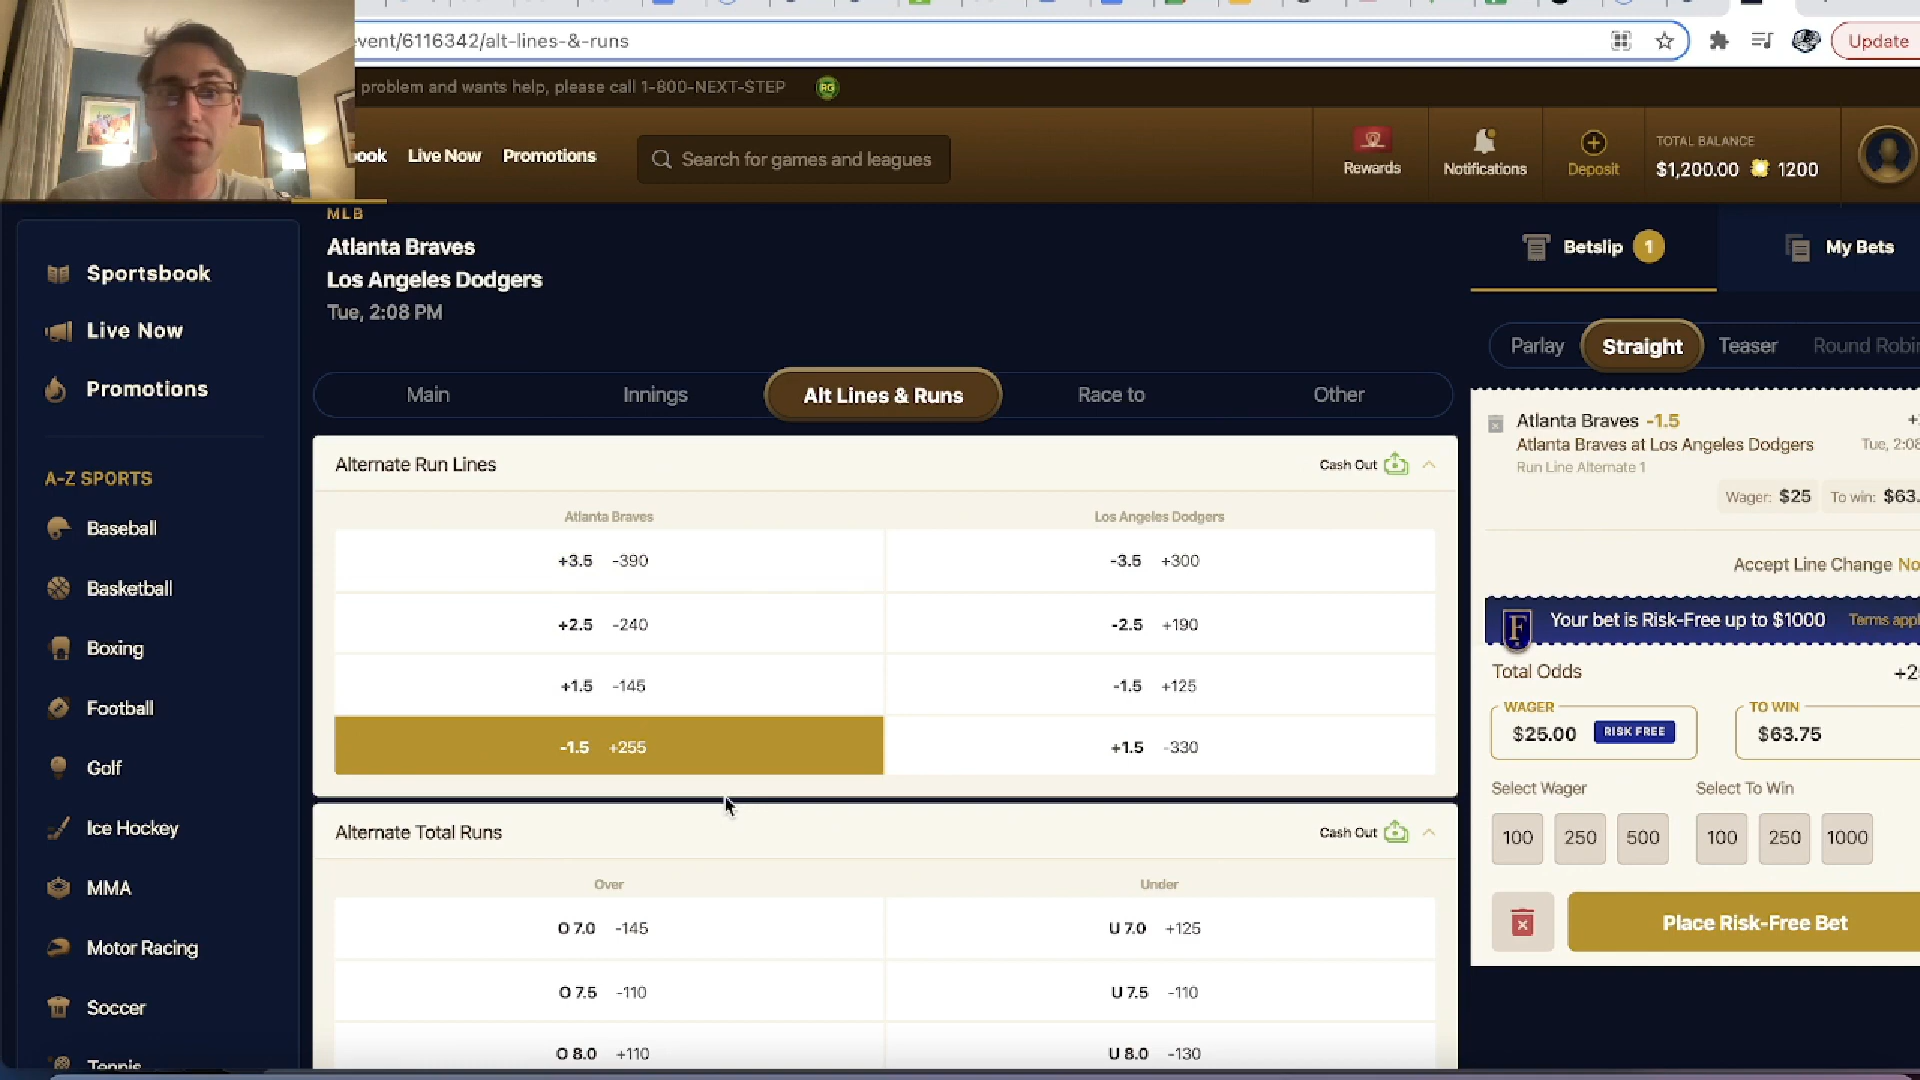 vent/6116342/alt-lines-&-runs
Update
problem and wants help, please call 1-800-NEXT-STEP
RG
Live Now
Promotions
Search for games and leagues
Rewards
Notifications
Deposit
TOTAL BALANCE
$1,200.00 1200
Sportsbook
Live Now
Promotions
A-Z SPORTS
Baseball
Basketball
Boxing
Football
Golf
Ice Hockey
MMA
Motor Racing
Soccer
Tennis
MLB
Atlanta Braves
Los Angeles Dodgers
Tue, 2:08 PM
Main
Innings
Alt Lines & Runs
Race to
Other
Alternate Run Lines
Cash Out
Atlanta Braves
Los Angeles Dodgers
+3.5 -390
-3.5 +300
+2.5 -240
-2.5 +190
+1.5 -145
-1.5 +125
-1.5 +255
+1.5 -330
Alternate Total Runs
Cash Out
Over
Under
O 7.0 -145
U 7.0 +125
O 7.5 -110
U 7.5 -110
O 8.0 +110
U 8.0 -130
Betslip 1
My Bets
Parlay
Straight
Teaser
Round Robi
Atlanta Braves -1.5
Atlanta Braves at Los Angeles Dodgers
Tue, 2:08
Run Line Alternate 1
Wager: $25
To win: $63.
Accept Line Change No
F
Your bet is Risk-Free up to $1000
Terms appl
Total Odds
+25
WAGER
$25.00 RISK FREE
TO WIN
$63.75
Select Wager
Select To Win
100
250
500
100
250
1000
Place Risk-Free Bet